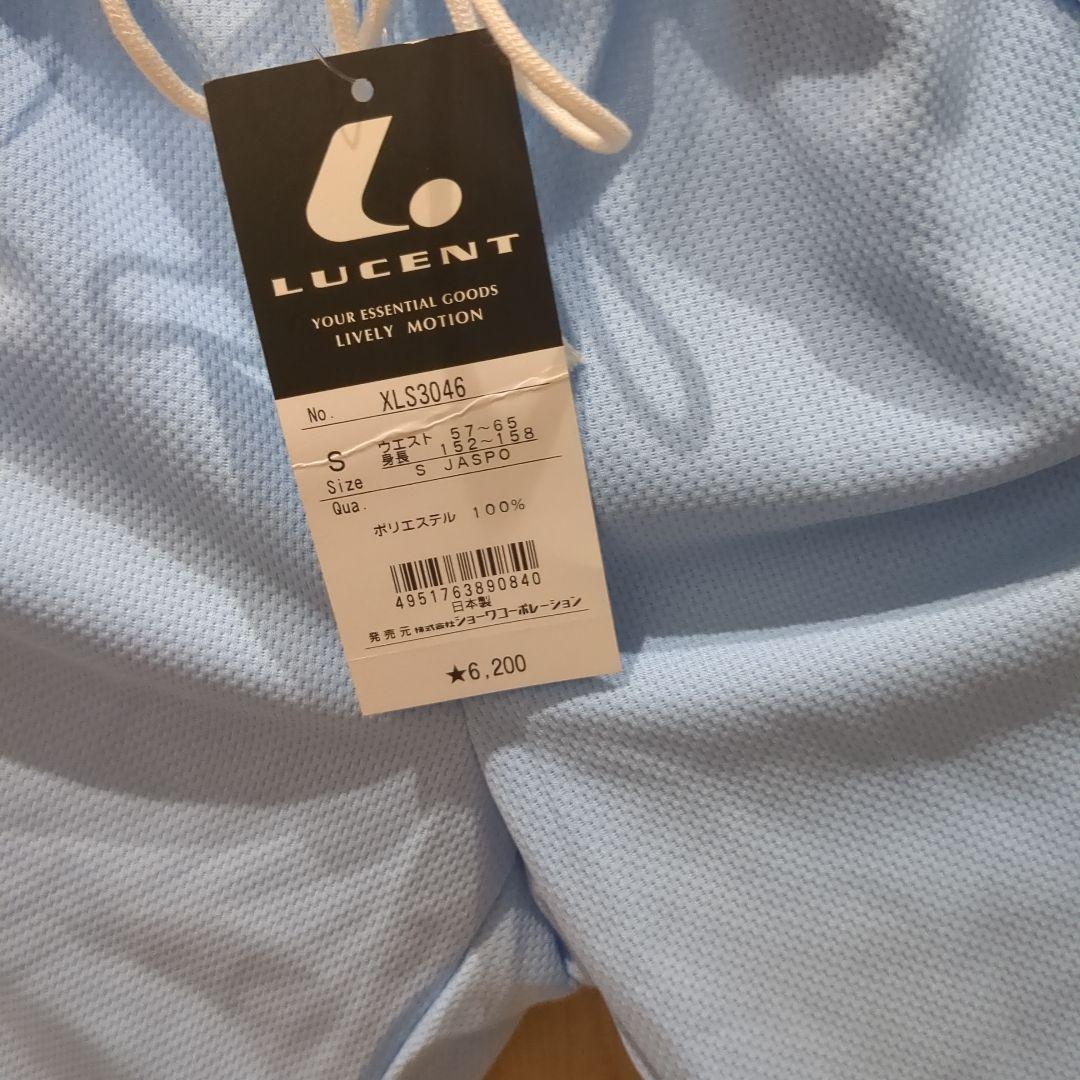 LUCENT
YOUR ESSENTIAL GOODS
LIVELY MOTION
No. XLS3046
S ウエスト 57~65
身長 152~158
Size S JASPO
Qua.
ポリエステル 100%
4951763890840
日本製
発売元 株式会社ショーワコーポレーション
★6,200